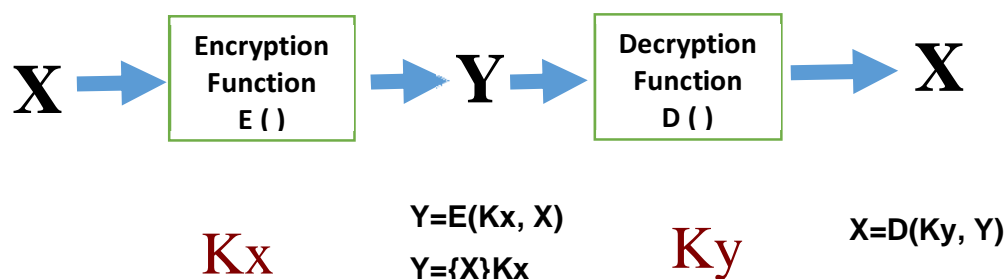 X
Encryption
Function
E ( )
Y
Decryption
Function
D ( )
X
Kx
Y=E(Kx, X)
Y={X}Kx
Ky
X=D(Ky, Y)